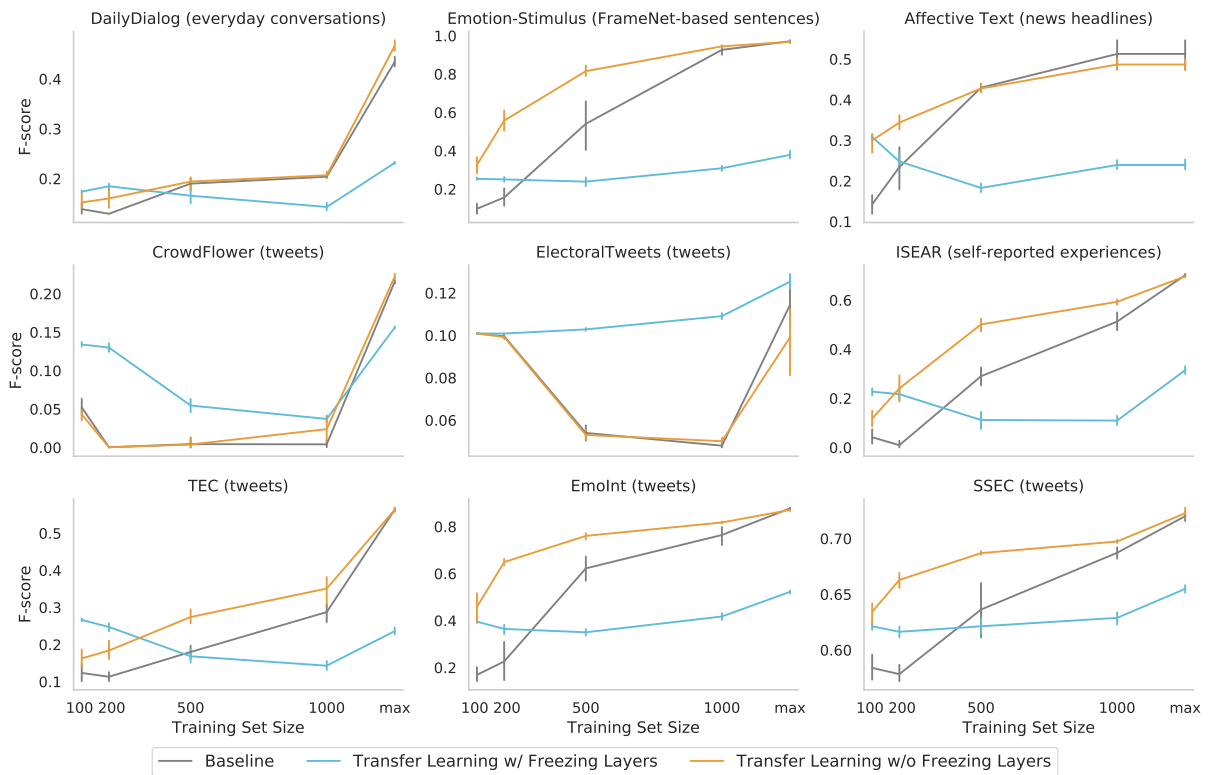 DailyDialog (everyday conversations)
Emotion-Stimulus (FrameNet-based sentences)
Affective Text (news headlines)
F-score
0.4
0.3
0.2
1.0
0.8
0.6
0.4
0.2
0.5
0.4
0.3
0.2
0.1
CrowdFlower (tweets)
ElectoralTweets (tweets)
ISEAR (self-reported experiences)
F-score
0.20
0.15
0.10
0.05
0.00
0.12
0.10
0.08
0.06
0.6
0.4
0.2
0.0
TEC (tweets)
EmoInt (tweets)
SSEC (tweets)
F-score
0.5
0.4
0.3
0.2
0.1
0.8
0.6
0.4
0.2
0.70
0.65
0.60
100 200 500 1000 max
100 200 500 1000 max
100 200 500 1000 max
Training Set Size
Training Set Size
Training Set Size
Baseline
Transfer Learning w/ Freezing Layers
Transfer Learning w/o Freezing Layers